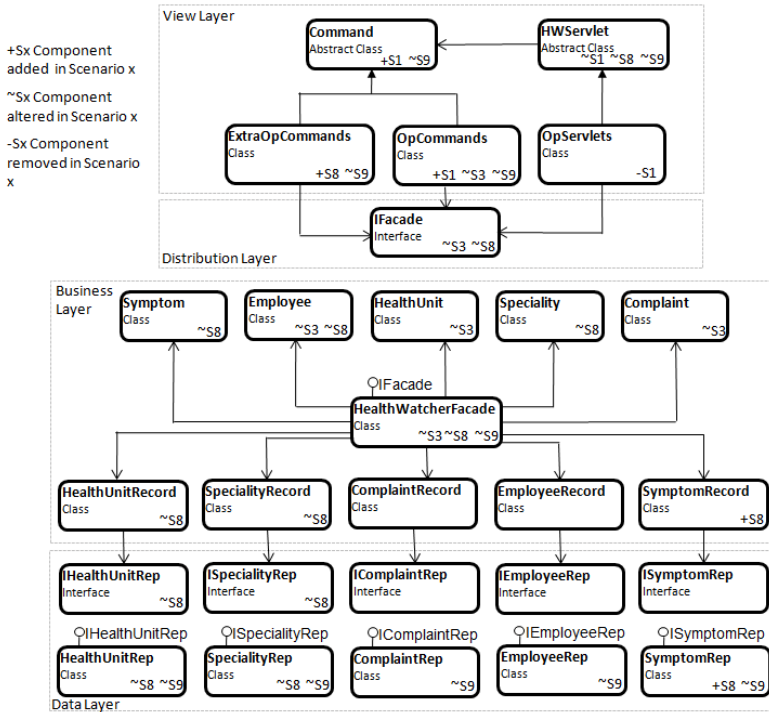 View Layer
+Sx Component
added in Scenario x
~Sx Component
altered in Scenario x
-Sx Component
removed in Scenario
x
Command
Abstract Class
+S1 ~S9
HWServlet
Abstract Class
~S1 ~S8 ~S9
ExtraOpCommands
Class
+S8 ~S9
OpCommands
Class
+S1 ~S3 ~S9
OpServlets
Class
-S1
IFacade
Interface
~S3 ~S8
Distribution Layer
Business
Layer
Symptom
Class
~S8
Employee
Class
~S3 ~S8
HealthUnit
Class
~S3
Speciality
Class
~S8
Complaint
Class
~S3
IFacade
HealthWatcherFacade
Class
~S3 ~S8 ~S9
HealthUnitRecord
Class
~S8
SpecialityRecord
Class
~S8
ComplaintRecord
Class
EmployeeRecord
Class
SymptomRecord
Class
+S8
IHealthUnitRep
Interface
~S8
ISpecialityRep
Interface
~S8
IComplaintRep
Interface
IEmployeeRep
Interface
ISymptomRep
Interface
IHealthUnitRep
HealthUnitRep
Class
~S8 ~S9
ISpecialityRep
SpecialityRep
Class
~S8 ~S9
IComplaintRep
ComplaintRep
Class
~S9
IEmployeeRep
EmployeeRep
Class
~S9
ISymptomRep
SymptomRep
Class
+S8 ~S9
Data Layer